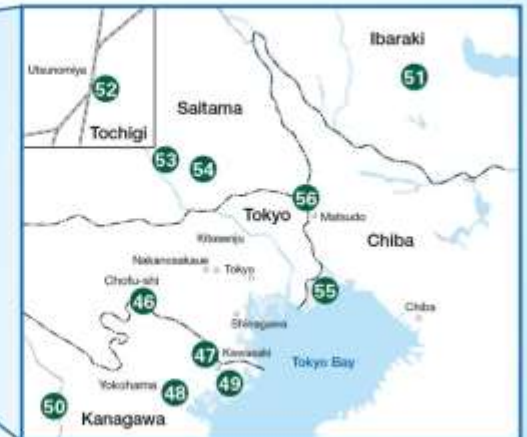 Ibaraki
51
Utsunomiya
52
Tochigi
Saitama
53
54
56
Tokyo
Matsudo
Chiba
Kitasenju
Nakanosakaue
Tokyo
Chofu-shi
46
55
Shinagawa
Chiba
47
Kawasaki
Tokyo Bay
Yokohama
48
49
50
Kanagawa